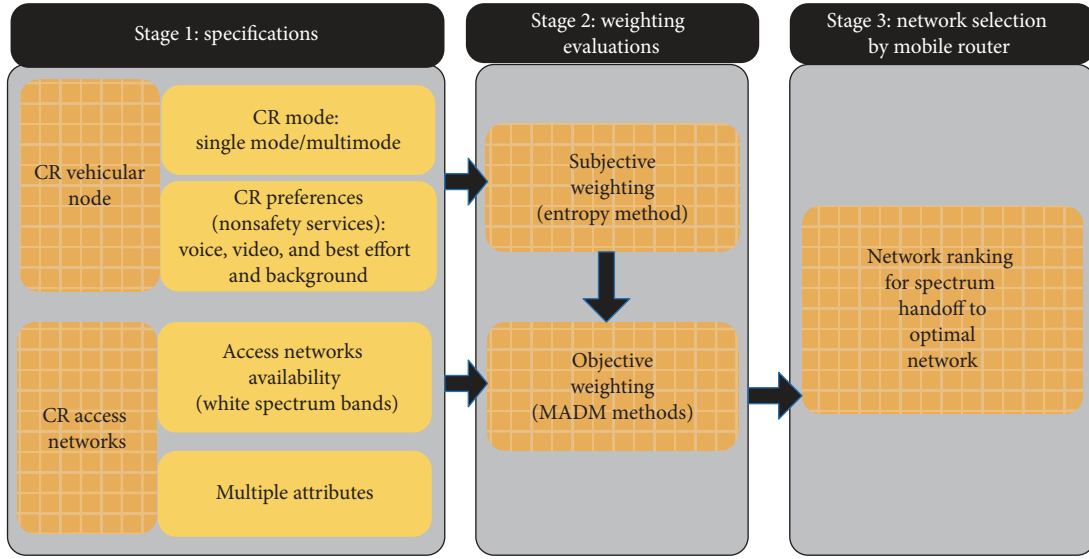 Stage 1: specifications
CR vehicular
node
CR mode:
single mode/multimode
CR preferences
(nonsafety services):
voice, video, and best effort
and background
CR access
networks
Access networks
availability
(white spectrum bands)
Multiple attributes
Stage 2: weighting
evaluations
Subjective
weighting
(entropy method)
Objective
weighting
(MADM methods)
Stage 3: network selection
by mobile router
Network ranking
for spectrum
handoff to
optimal
network